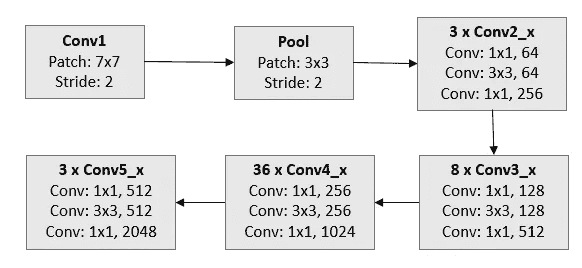 Conv1
Patch: 7x7
Stride: 2
Pool
Patch: 3x3
Stride: 2
3 x Conv2_x
Conv: 1x1, 64
Conv: 3x3, 64
Conv: 1x1, 256
8 x Conv3_x
Conv: 1x1, 128
Conv: 3x3, 128
Conv: 1x1, 512
36 x Conv4_x
Conv: 1x1, 256
Conv: 3x3, 256
Conv: 1x1, 1024
3 x Conv5_x
Conv: 1x1, 512
Conv: 3x3, 512
Conv: 1x1, 2048